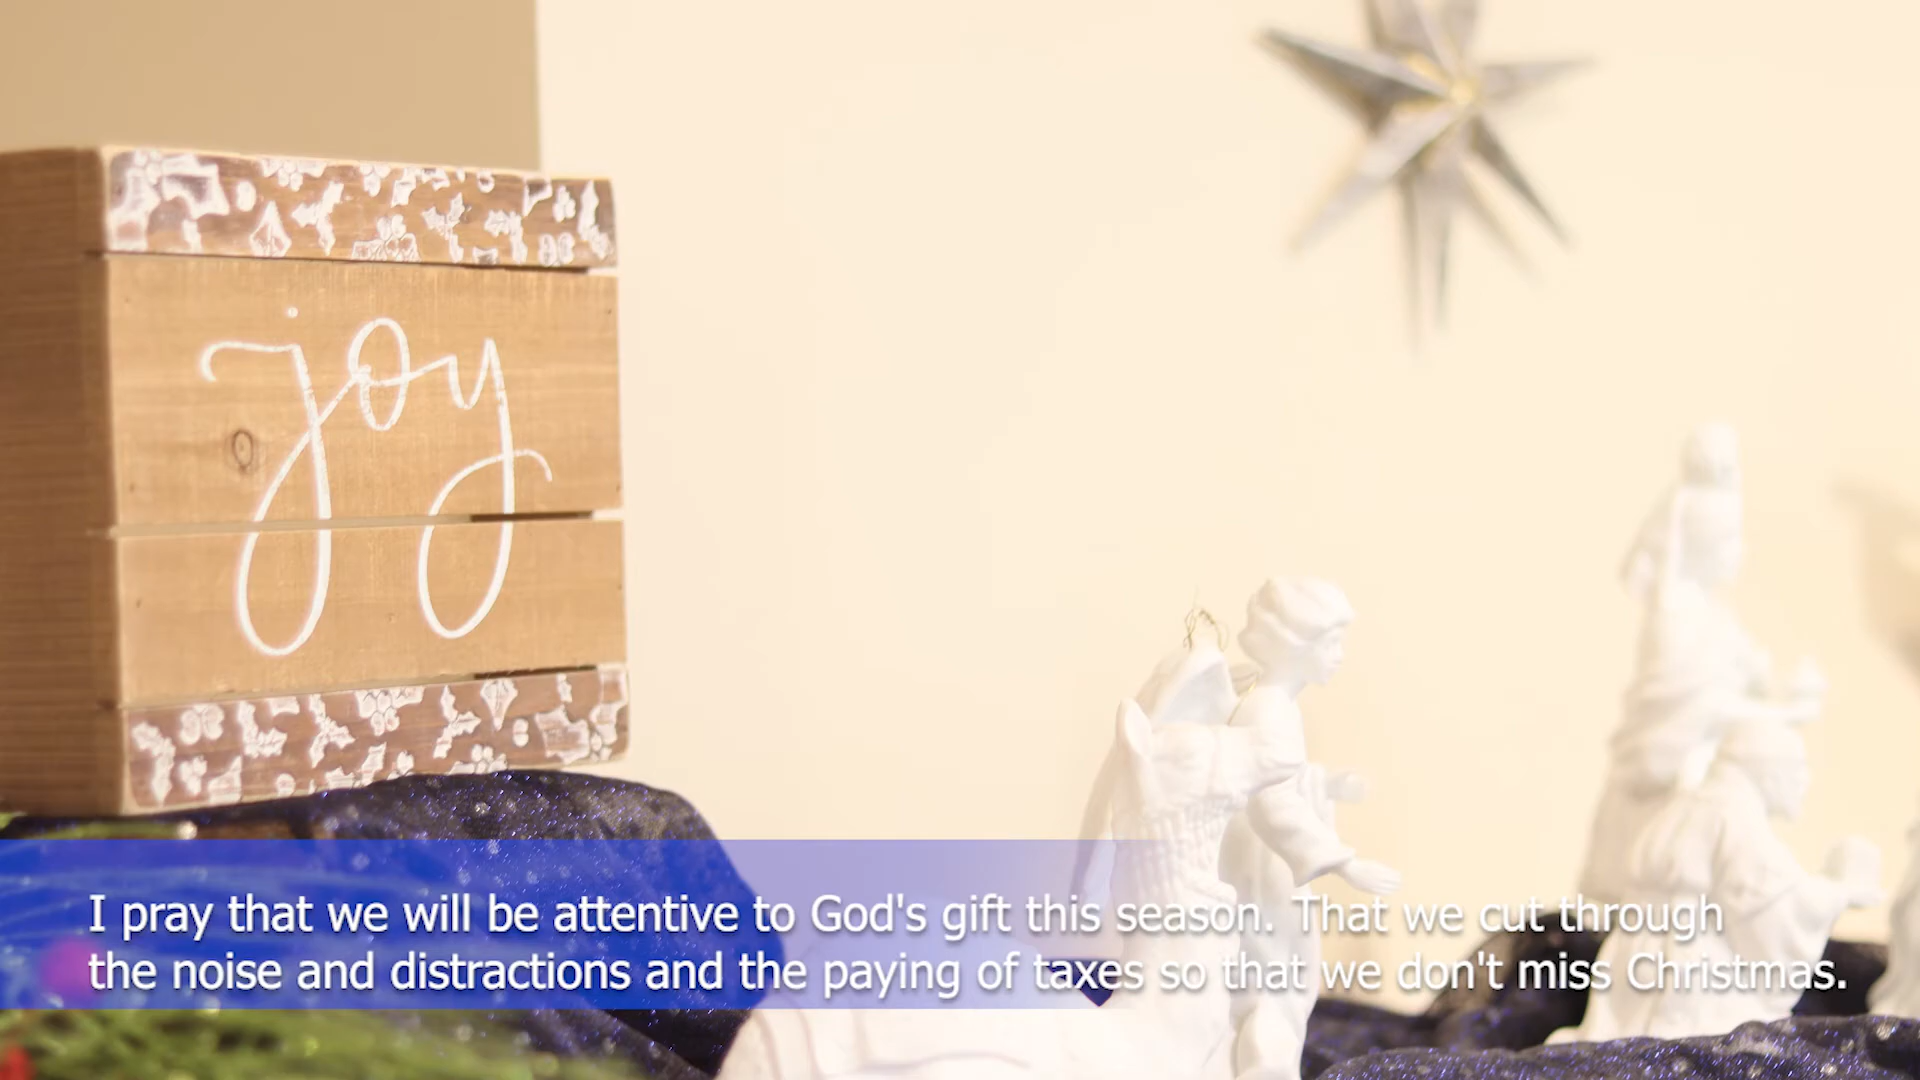 joy
I pray that we will be attentive to God's gift this season. That we cut through
the noise and distractions and the paying of taxes so that we don't miss Christmas.